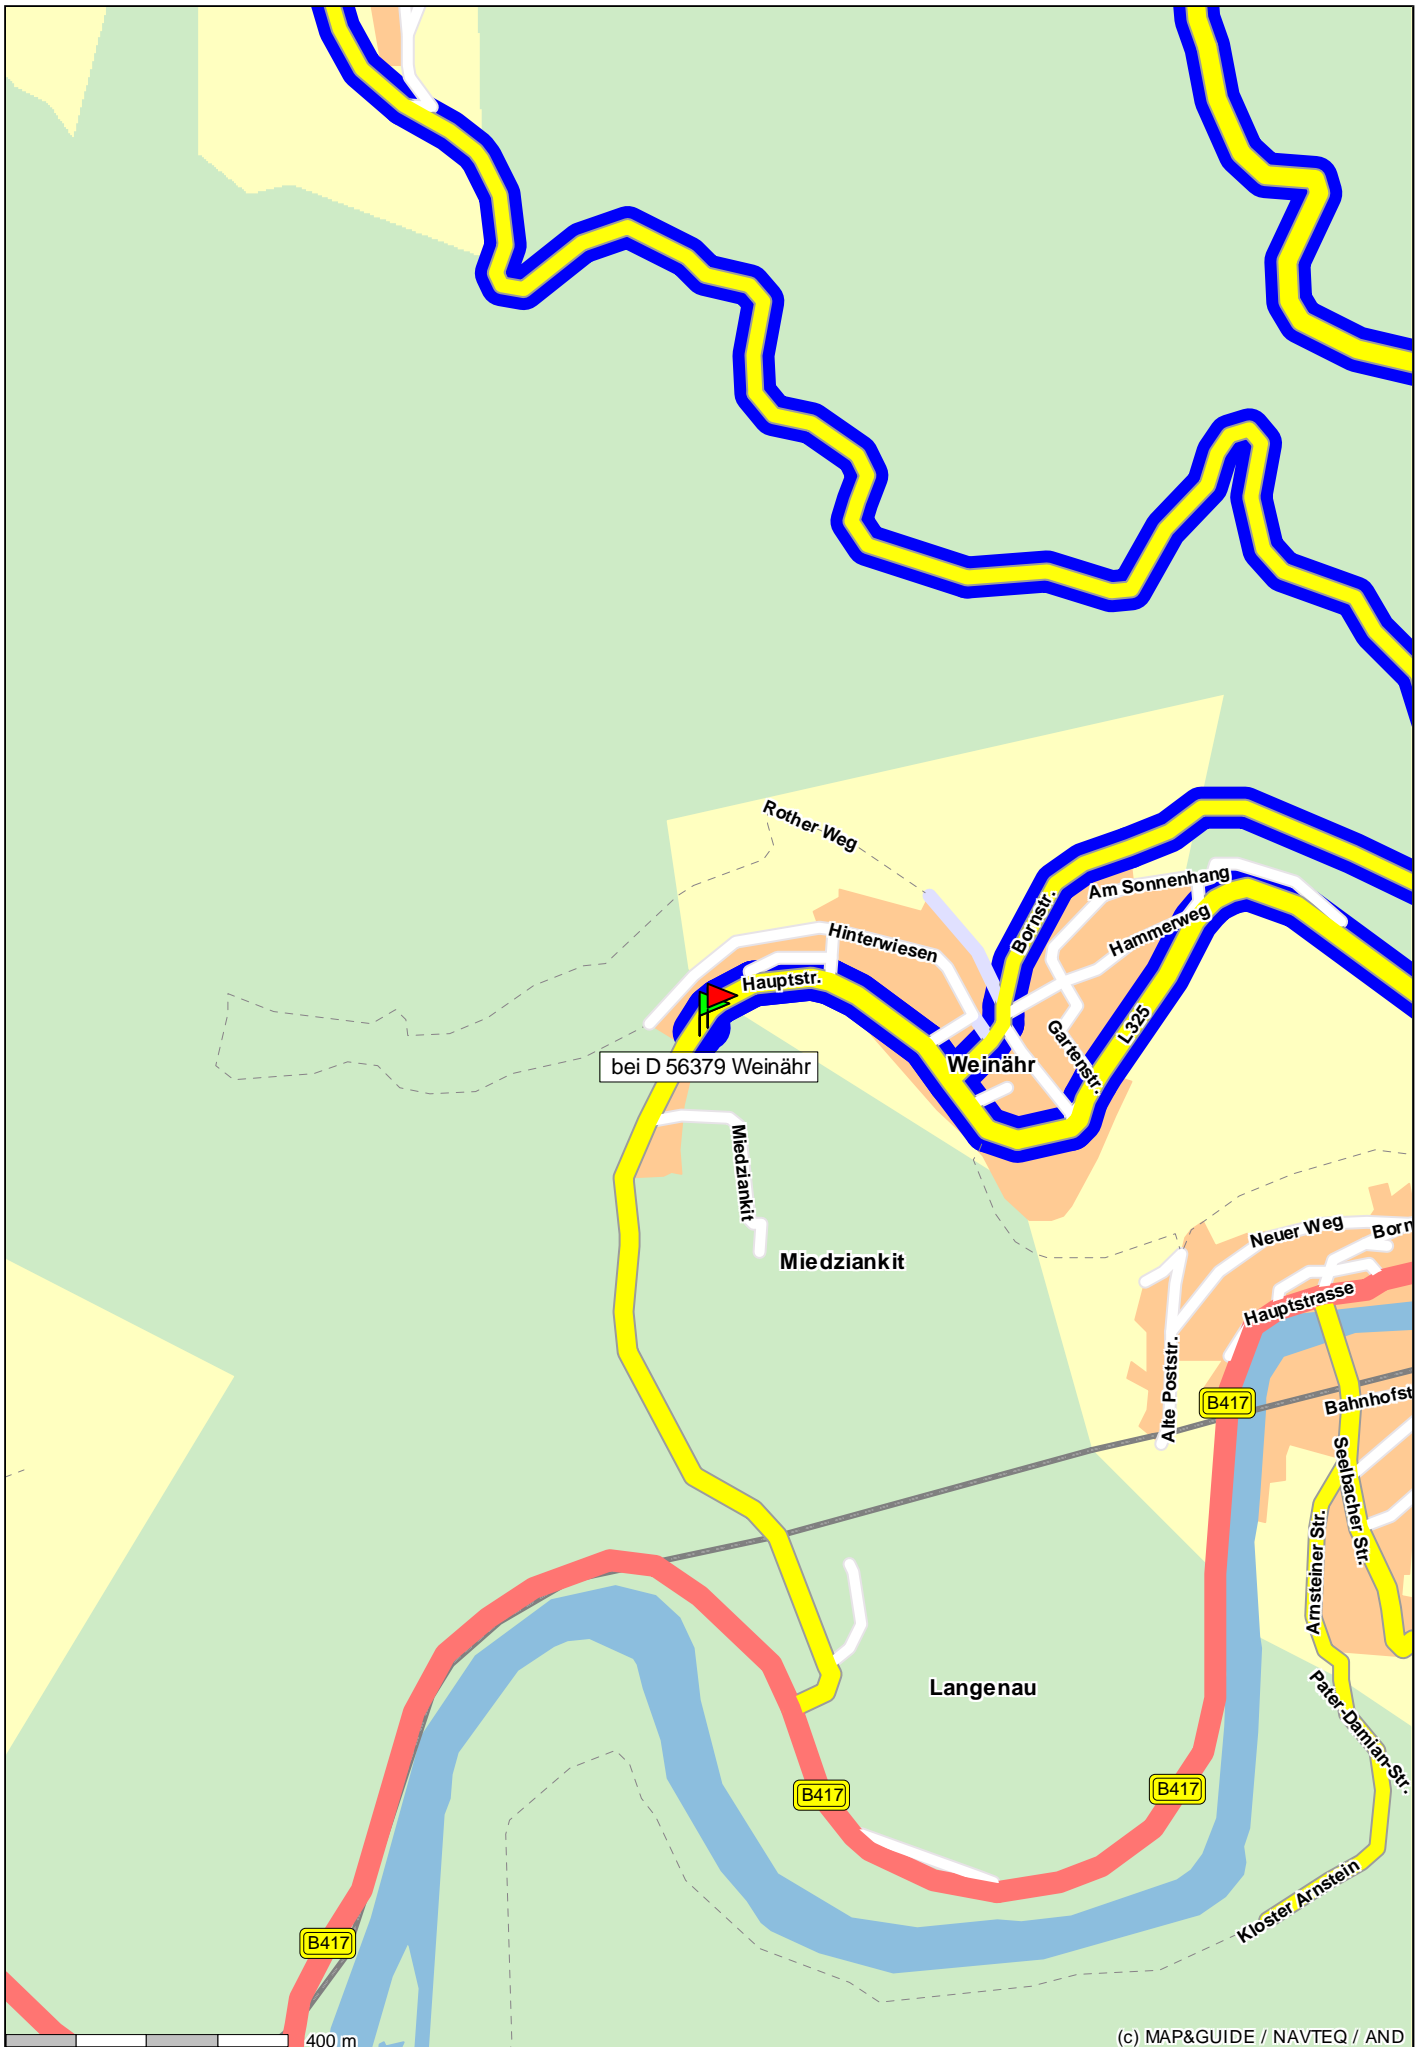 Rother Weg
Am Sonnenhang
Bornstr.
Hammerweg
Hinterwiesen
Hauptstr.
L325
Gartenstr.
Weinähr
bei D 56379 Weinähr
Miedziankit
Miedziankit
Neuer Weg
Born
Hauptstrasse
Alte Poststr.
B417
Bahnhofst
Seelbacher Str.
Arnsteiner Str.
Langenau
Pater-Damian-Str.
B417
B417
Kloster Arnstein
B417
400 m
(c) MAP&GUIDE / NAVTEQ / AND